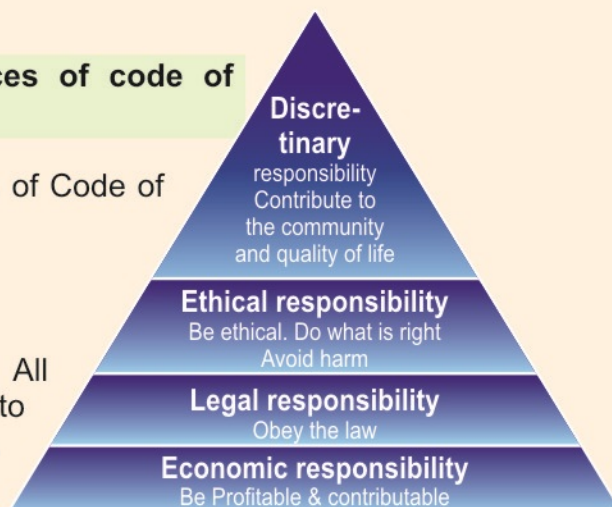 ces of code of
of Code of
All
to
Discre-
tinary
responsibility
Contribute to
the community
and quality of life
Ethical responsibility
Be ethical. Do what is right
Avoid harm
Legal responsibility
Obey the law
Economic responsibility
Be Profitable & contributable